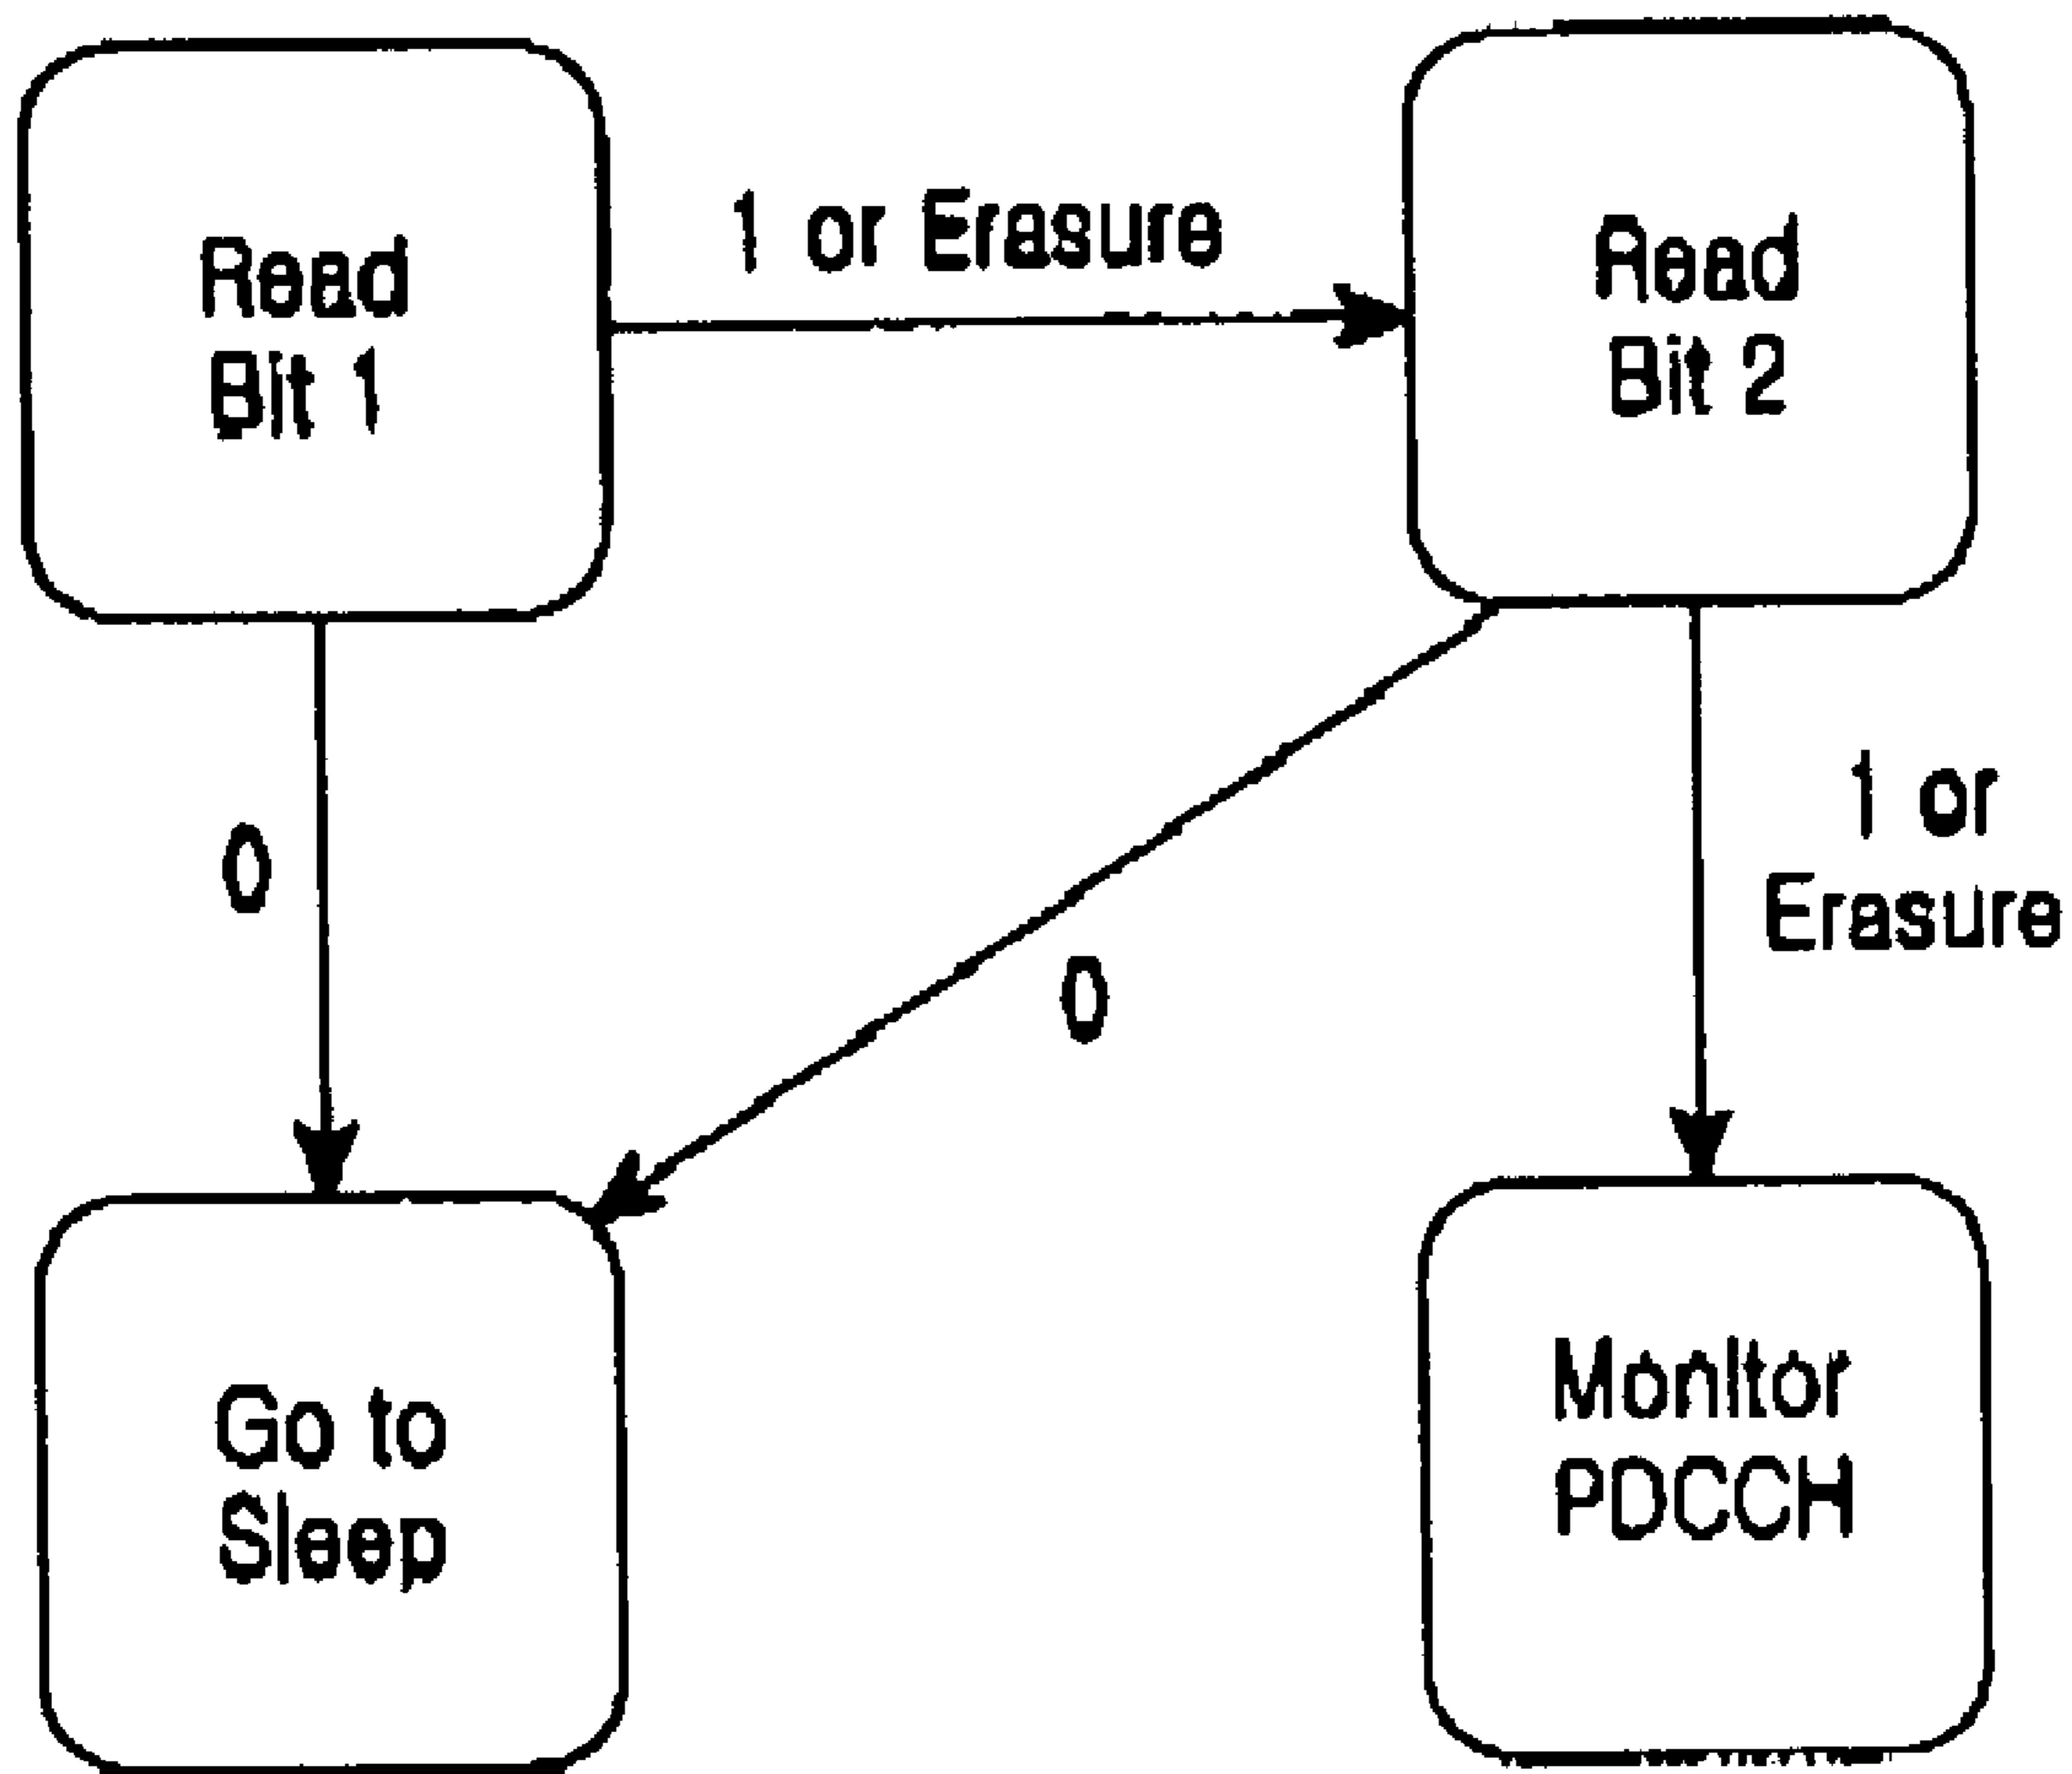 Read
Bit 1
1 or Erasure
Read
Bit 2
0
0
1 or
Erasure
Go to
Sleep
Monitor
PDCCH